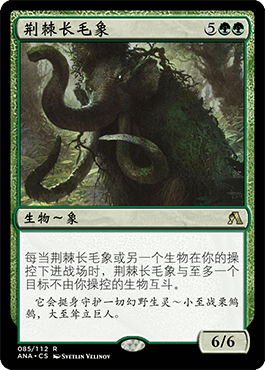 荆棘长毛象 5
生物～象
每当荆棘长毛象或另一个生物在你的操
控下进战场时，荆棘长毛象与至多一个
目标不由你操控的生物互斗。
它会挺身守护一切幻野生灵～小至战栗鹪
鹩，大至耸立巨人。
6/6
085/112 R
ANA • CS SVETLIN VELINOV